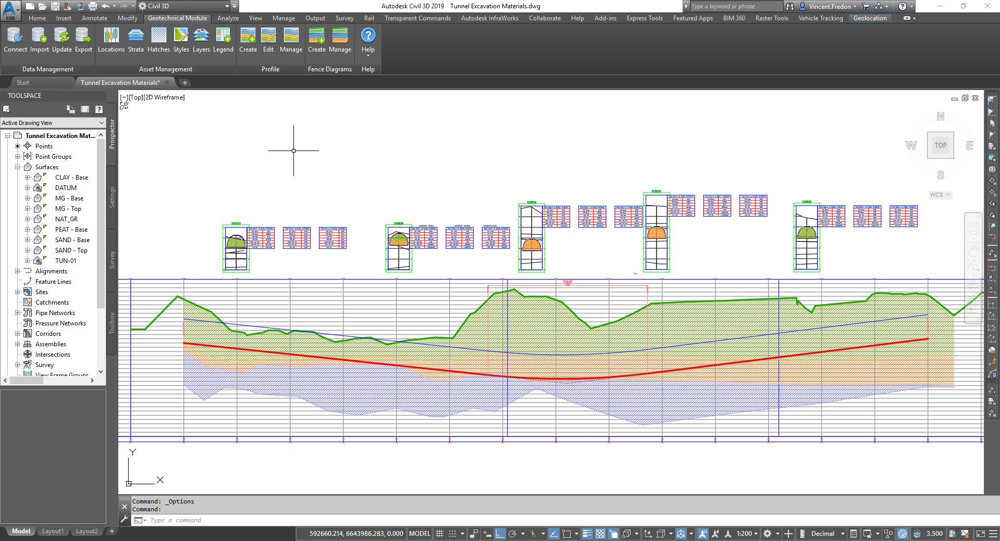 Civil 3D
Autodesk Civil 3D 2019 Tunnel Excavation Materials.dwg
Type a keyword or phrase
Vincent.Fredon
C3D
Home Insert Annotate Modify Geotechnical Module Analyze View Manage Output Survey Rail Transparent Commands Autodesk InfraWorks Collaborate Help Add-ins Express Tools Featured Apps BIM 360 Raster Tools Vehicle Tracking Geolocation
Connect Import Update Export Locations Strata Hatches Styles Layers Legend Create Edit Manage Create Manage Help
Data Management Asset Management Profile Fence Diagrams Help
Start Tunnel Excavation Materials*
TOOLSPACE
[−][Top][2D Wireframe]
Active Drawing View
Prospector
Settings
Survey
Toolbox
Tunnel Excavation Mat...
Points
Point Groups
Surfaces
CLAY - Base
DATUM
MG - Base
MG - Top
NAT_GR
PEAT - Base
SAND - Base
SAND - Top
TUN-01
Alignments
Feature Lines
Sites
Catchments
Pipe Networks
Pressure Networks
Corridors
Assemblies
Intersections
Survey
View Frame Groups
N
W TOP E
S
WCS
Y
X
Command: _Options
Command:
Type a command
Model Layout1 Layout2
592660.214, 6643986.283, 0.000 MODEL 1:200 Decimal 3.500